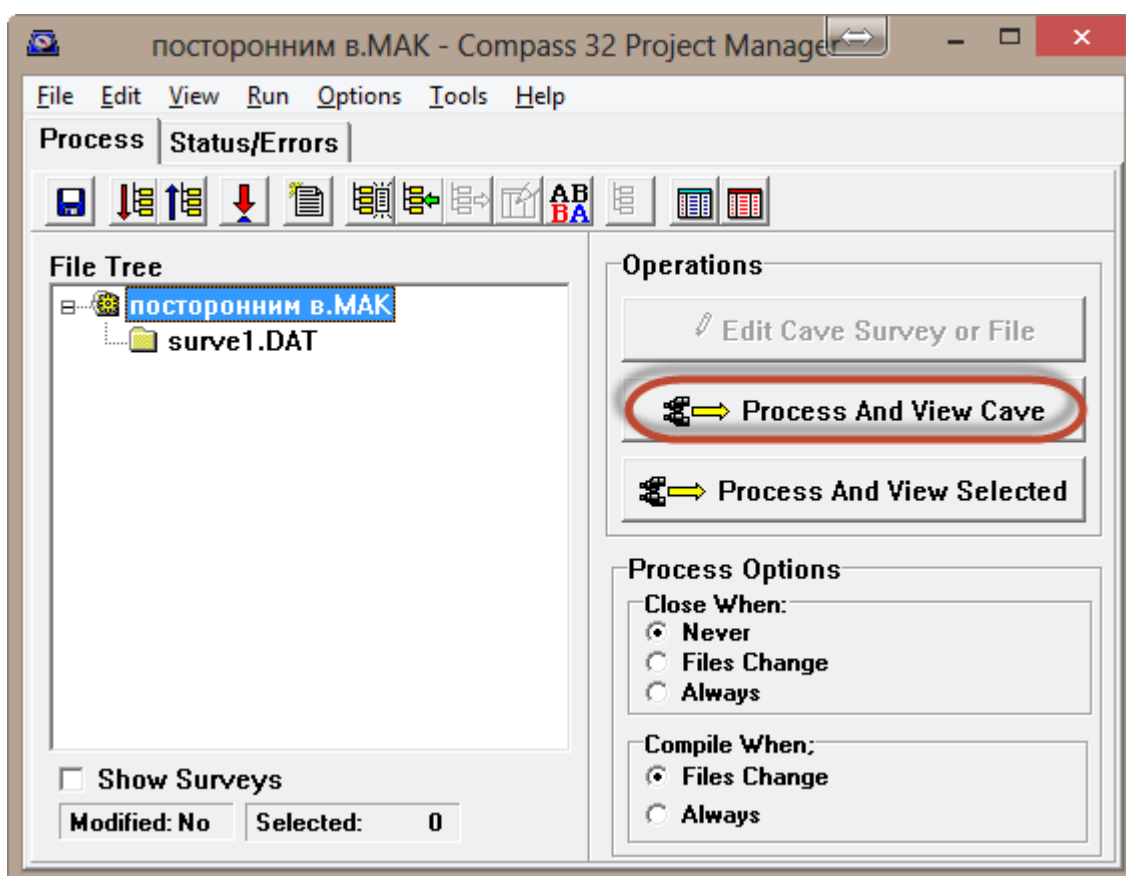 посторонним в.МАК - Compass 32 Project Manager
File Edit View Run Options Tools Help
Process Status/Errors
AB
BA
File Tree
посторонним в.МАК
surve1.DAT
Show Surveys
Modified: No Selected: 0
Operations
Edit Cave Survey or File
Process And View Cave
Process And View Selected
Process Options
Close When:
Never
Files Change
Always
Compile When;
Files Change
Always